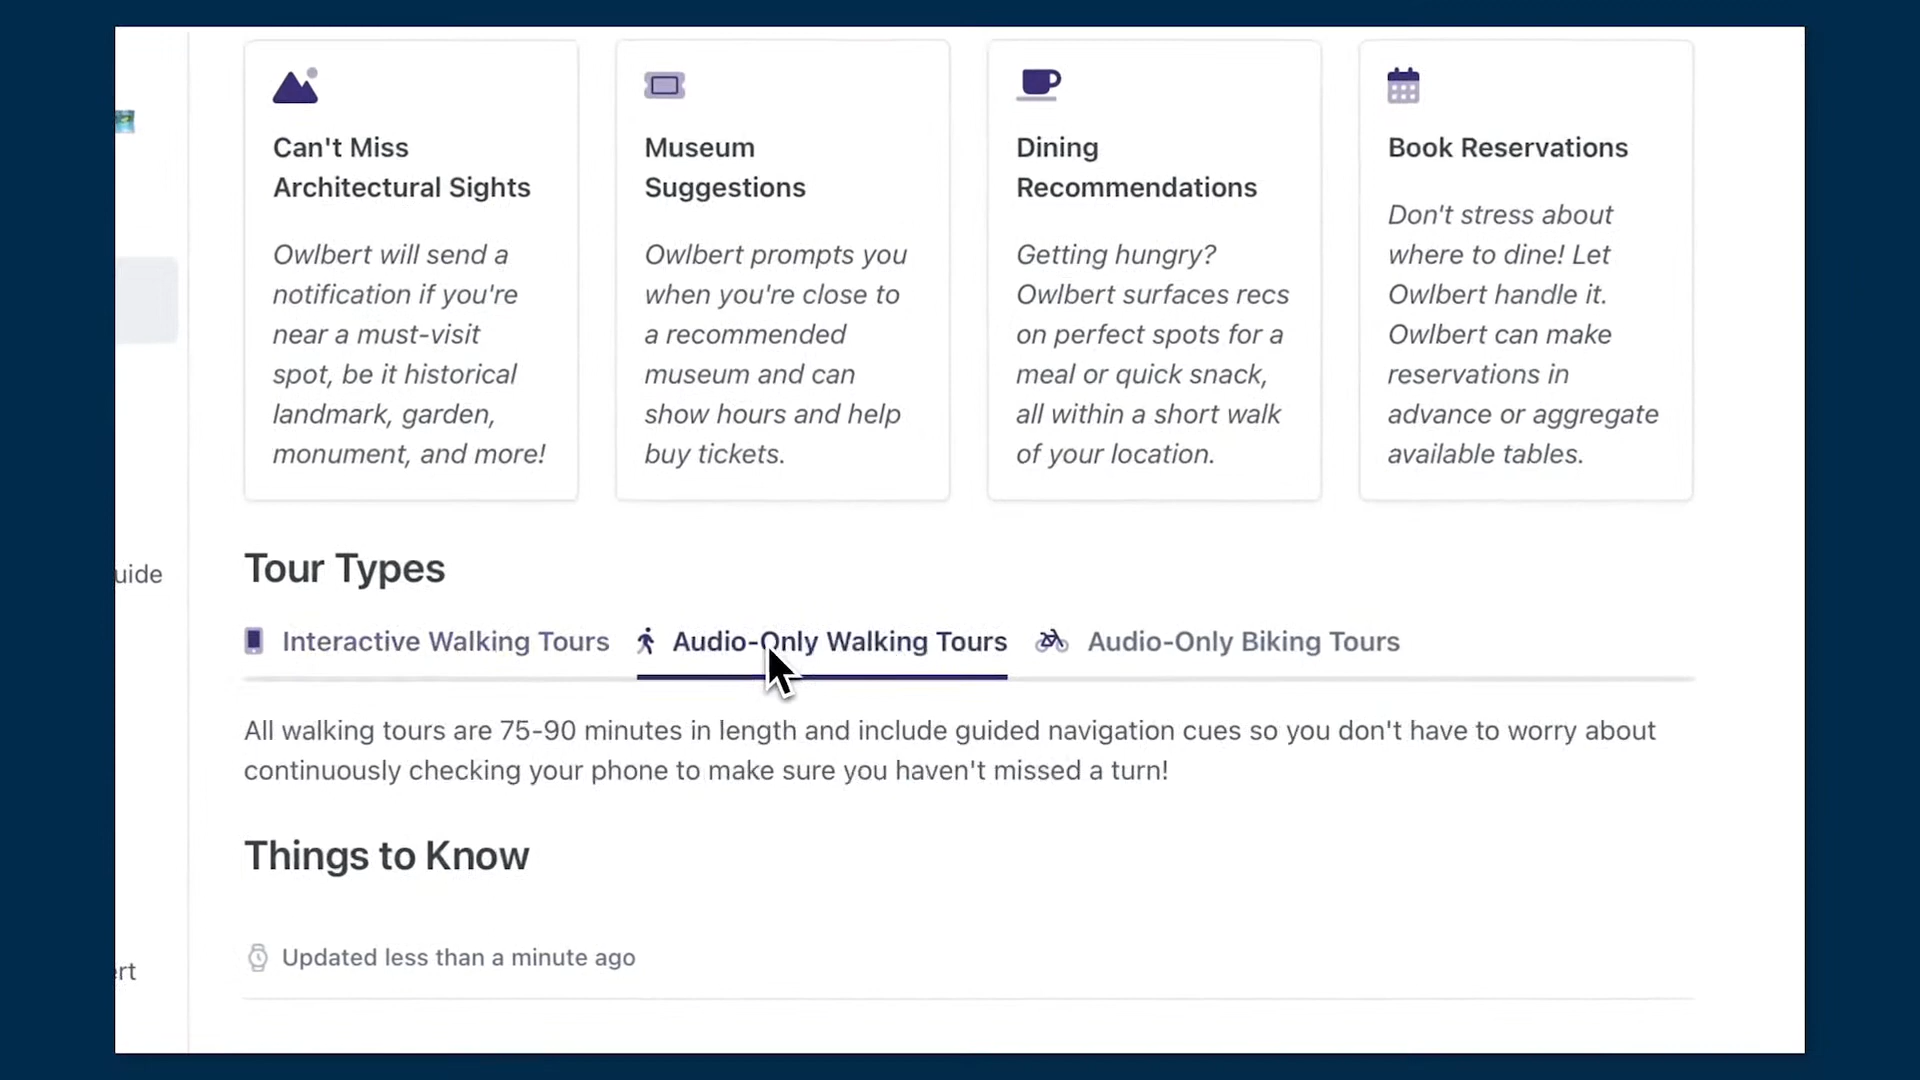 Can't Miss
Architectural Sights
Owlbert will send a
notification if you're
near a must-visit
spot, be it historical
landmark, garden,
monument, and more!
Museum
Suggestions
Owlbert prompts you
when you're close to
a recommended
museum and can
show hours and help
buy tickets.
Dining
Recommendations
Getting hungry?
Owlbert surfaces recs
on perfect spots for a
meal or quick snack,
all within a short walk
of your location.
Book Reservations
Don't stress about
where to dine! Let
Owlbert handle it.
Owlbert can make
reservations in
advance or aggregate
available tables.
uide
ert
Tour Types
Interactive Walking Tours
Audio-Only Walking Tours
Audio-Only Biking Tours
All walking tours are 75-90 minutes in length and include guided navigation cues so you don't have to worry about
continuously checking your phone to make sure you haven't missed a turn!
Things to Know
Updated less than a minute ago